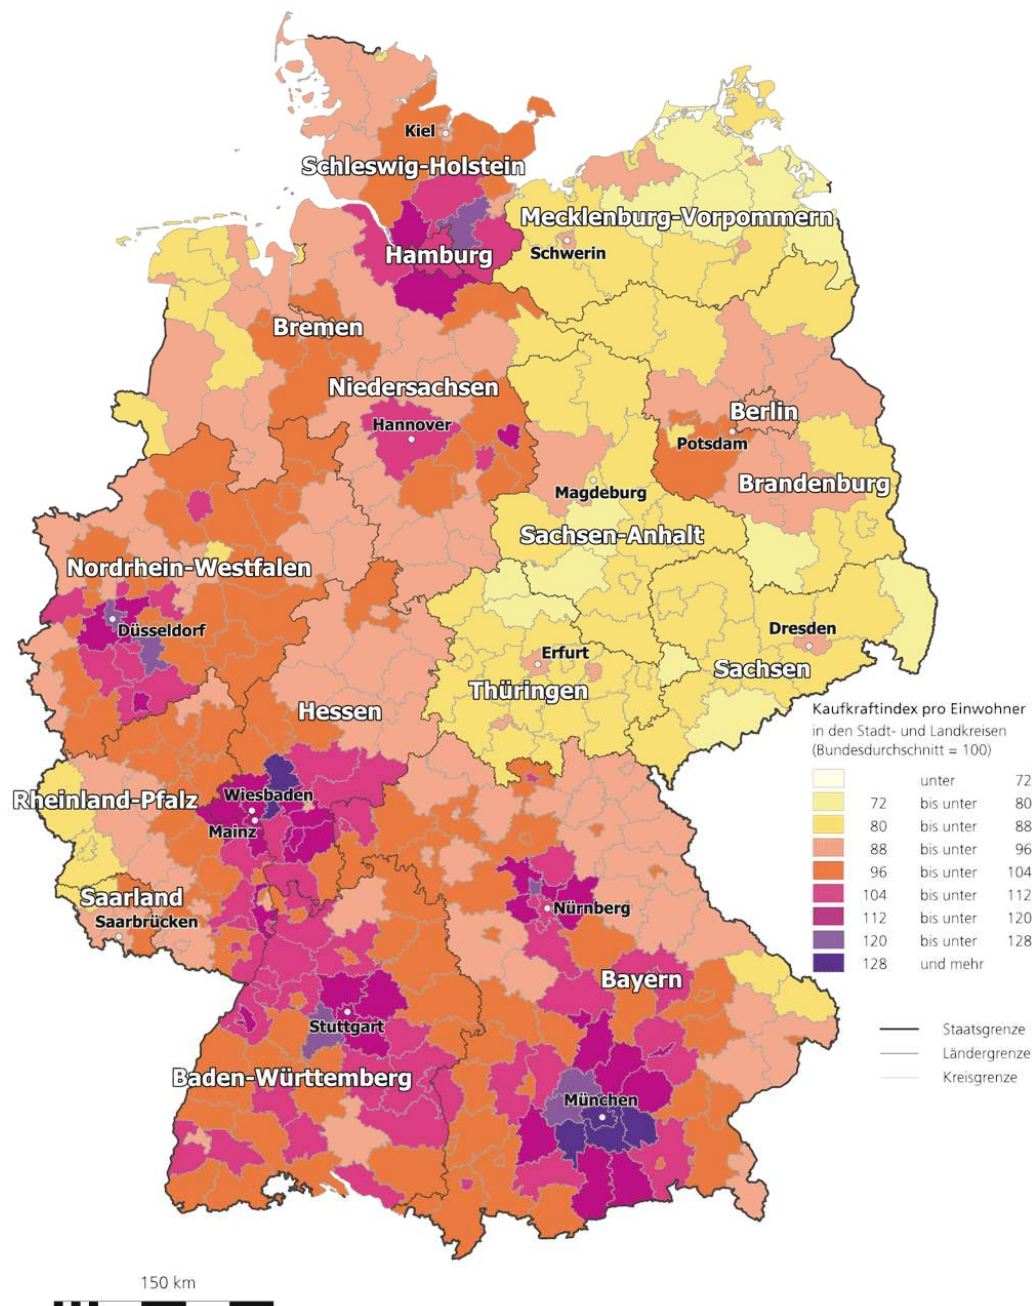 Kiel
Schleswig-Holstein
Mecklenburg-Vorpommern
Schwerin
Hamburg
Bremen
Niedersachsen
Hannover
Berlin
Potsdam
Brandenburg
Magdeburg
Sachsen-Anhalt
Nordrhein-Westfalen
Düsseldorf
Dresden
Erfurt
Sachsen
Thüringen
Hessen
Wiesbaden
Rheinland-Pfalz
Mainz
Saarland
Saarbrücken
Nürnberg
Bayern
Stuttgart
Baden-Württemberg
München
Kaufkraftindex pro Einwohner
in den Stadt- und Landkreisen
(Bundesdurchschnitt = 100)
unter 72
72 bis unter 80
80 bis unter 88
88 bis unter 96
96 bis unter 104
104 bis unter 112
112 bis unter 120
120 bis unter 128
128 und mehr
Staatsgrenze
Ländergrenze
Kreisgrenze
150 km